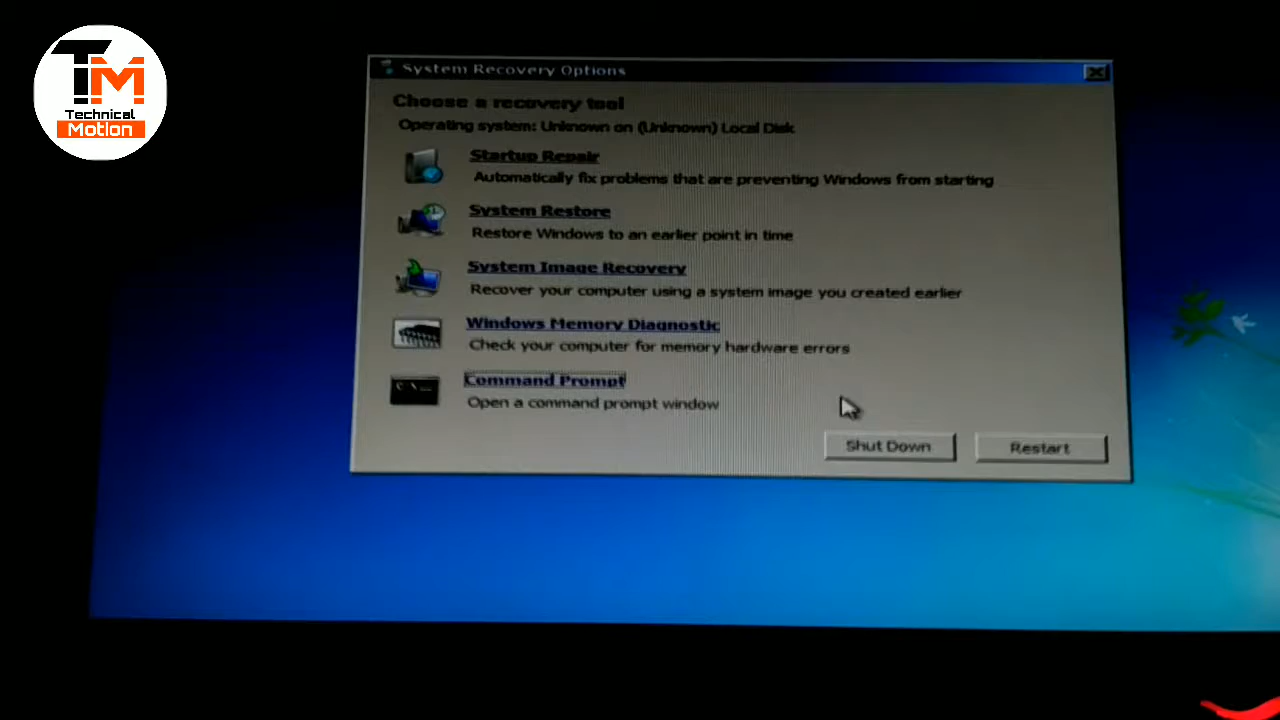 TM
Technical
Motion
System Recovery Options
Choose a recovery tool
Operating system: Unknown on (Unknown) Local Disk
Startup Repair
Automatically fix problems that are preventing Windows from starting
System Restore
Restore Windows to an earlier point in time
System Image Recovery
Recover your computer using a system image you created earlier
Windows Memory Diagnostic
Check your computer for memory hardware errors
Command Prompt
Open a command prompt window
Shut Down
Restart